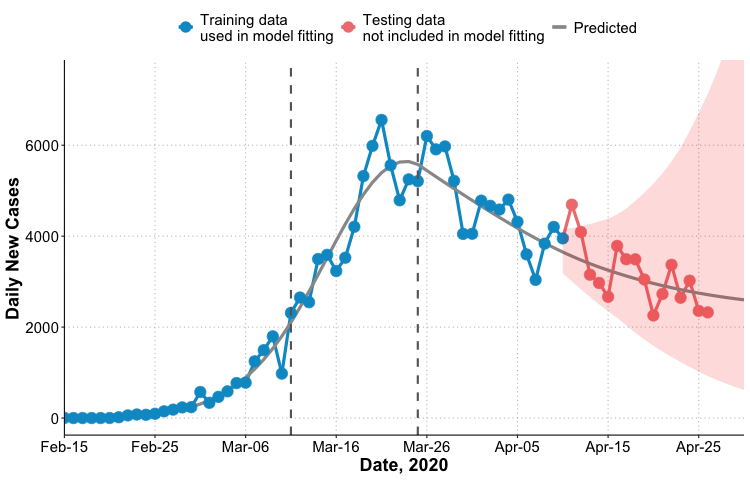 Training data
used in model fitting
Testing data
not included in model fitting
Predicted
Daily New Cases
6000
4000
2000
0
Feb-15
Feb-25
Mar-06
Mar-16
Mar-26
Apr-05
Apr-15
Apr-25
Date, 2020